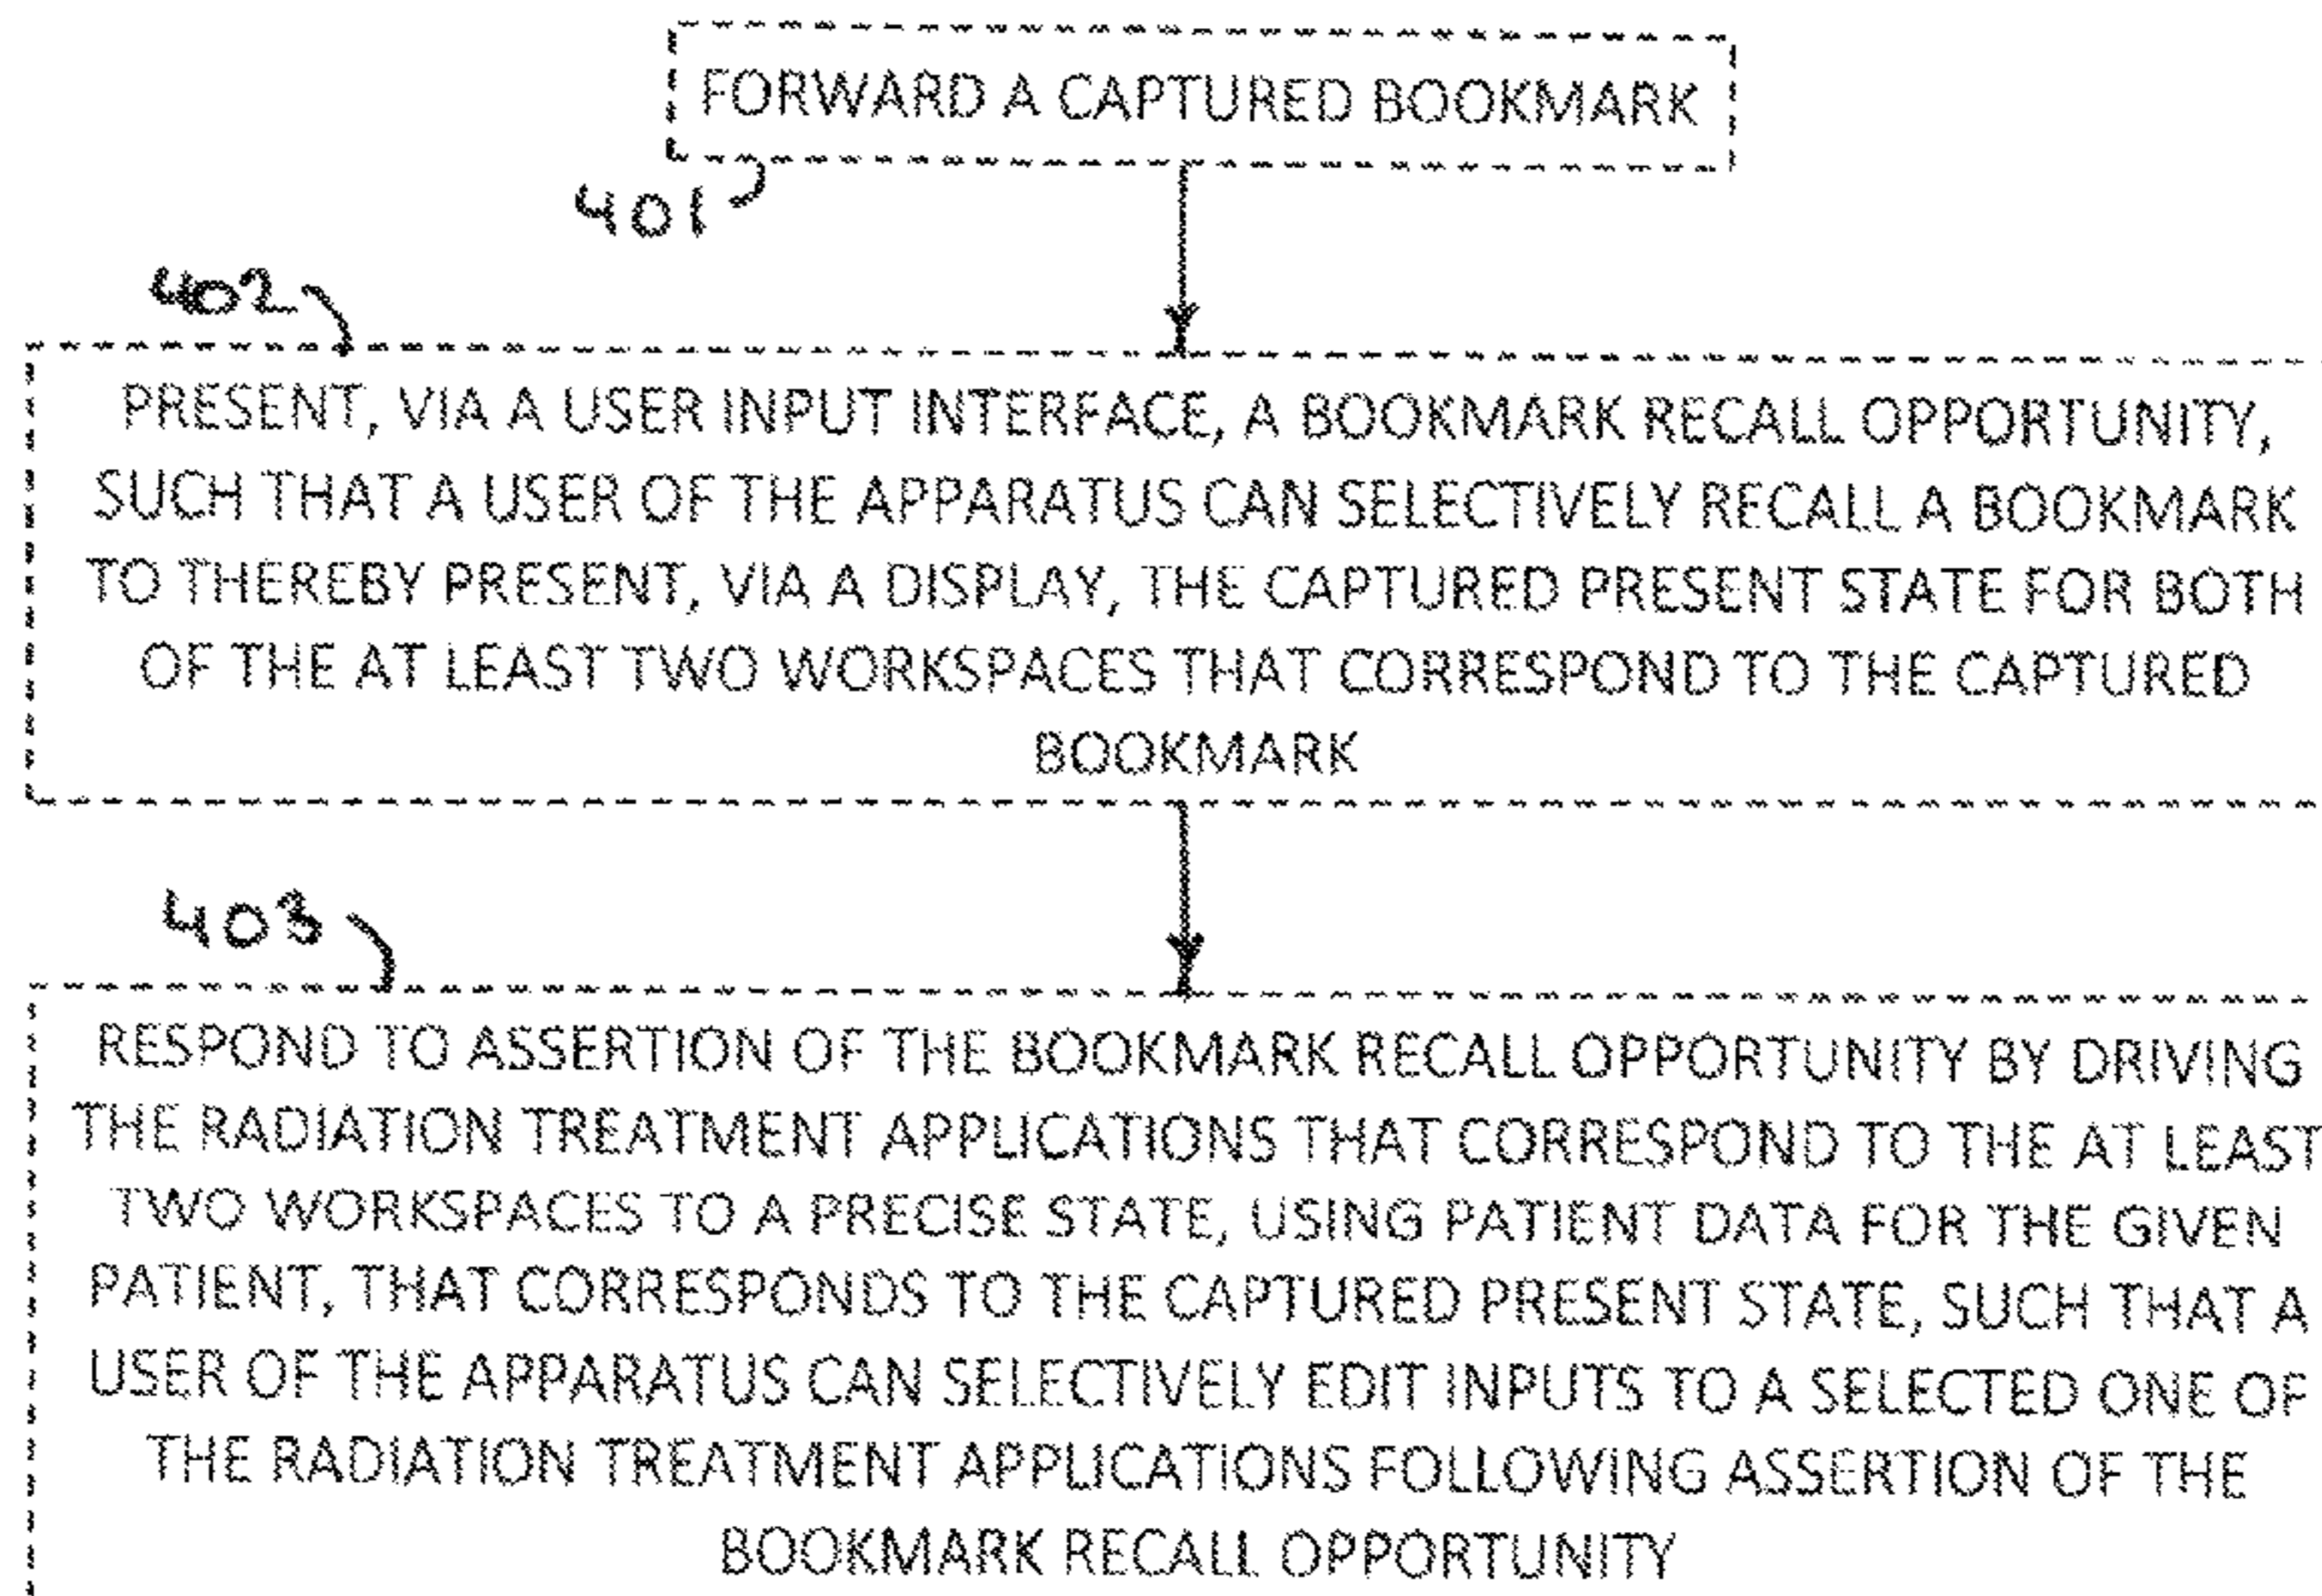 FORWARD A CAPTURED BOOKMARK
401
402
PRESENT, VIA A USER INPUT INTERFACE, A BOOKMARK RECALL OPPORTUNITY,
SUCH THAT A USER OF THE APPARATUS CAN SELECTIVELY RECALL A BOOKMARK
TO THEREBY PRESENT, VIA A DISPLAY, THE CAPTURED PRESENT STATE FOR BOTH
OF THE AT LEAST TWO WORKSPACES THAT CORRESPOND TO THE CAPTURED
BOOKMARK
403
RESPOND TO ASSERTION OF THE BOOKMARK RECALL OPPORTUNITY BY DRIVING
THE RADIATION TREATMENT APPLICATIONS THAT CORRESPOND TO THE AT LEAST
TWO WORKSPACES TO A PRECISE STATE, USING PATIENT DATA FOR THE GIVEN
PATIENT, THAT CORRESPONDS TO THE CAPTURED PRESENT STATE, SUCH THAT A
USER OF THE APPARATUS CAN SELECTIVELY EDIT INPUTS TO A SELECTED ONE OF
THE RADIATION TREATMENT APPLICATIONS FOLLOWING ASSERTION OF THE
BOOKMARK RECALL OPPORTUNITY